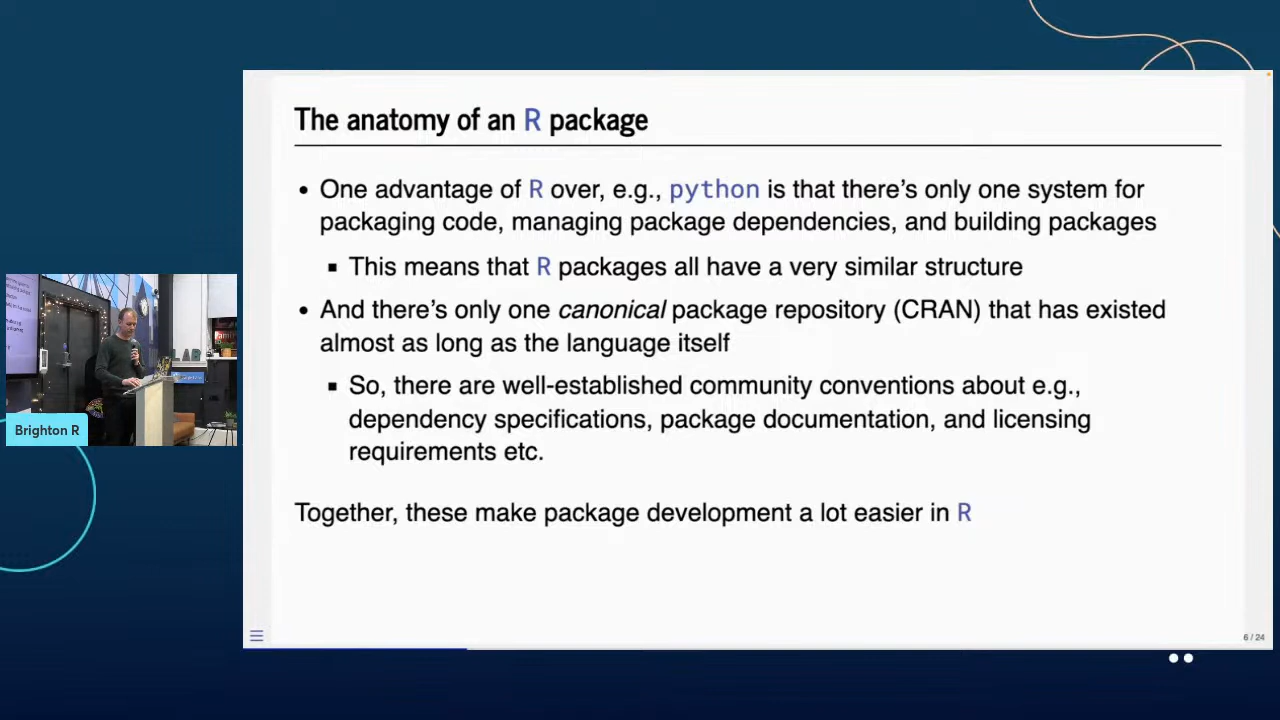 The anatomy of an R package
• One advantage of R over, e.g., python is that there's only one system for
packaging code, managing package dependencies, and building packages
▪ This means that R packages all have a very similar structure
• And there's only one canonical package repository (CRAN) that has existed
almost as long as the language itself
▪ So, there are well-established community conventions about e.g.,
dependency specifications, package documentation, and licensing
requirements etc.
Together, these make package development a lot easier in R
6 / 24
LAB
Brighton R